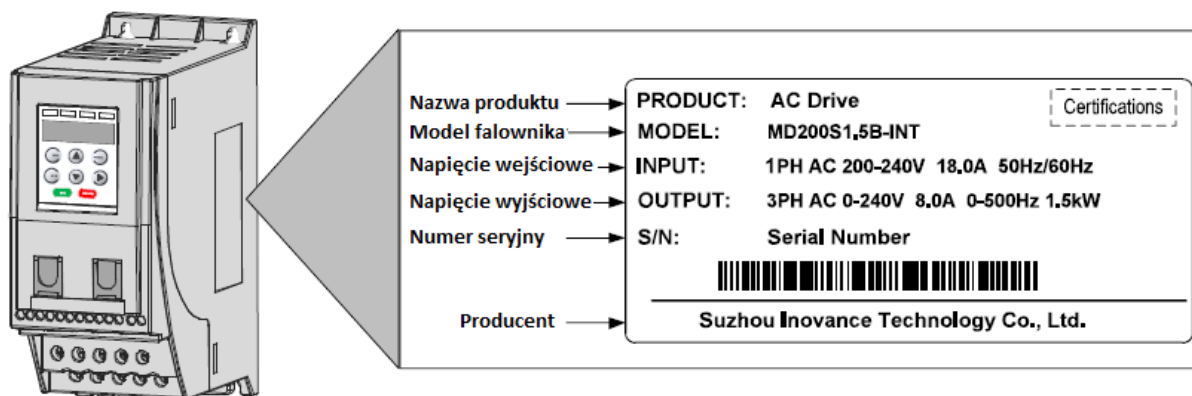 Nazwa produktu PRODUCT: AC Drive Certifications
Model falownika MODEL: MD200S1.5B-INT
Napięcie wejściowe INPUT: 1PH AC 200-240V 18.0A 50Hz/60Hz
Napięcie wyjściowe OUTPUT: 3PH AC 0-240V 8.0A 0-500Hz 1.5kW
Numer seryjny S/N: Serial Number
Producent Suzhou Inovance Technology Co., Ltd.